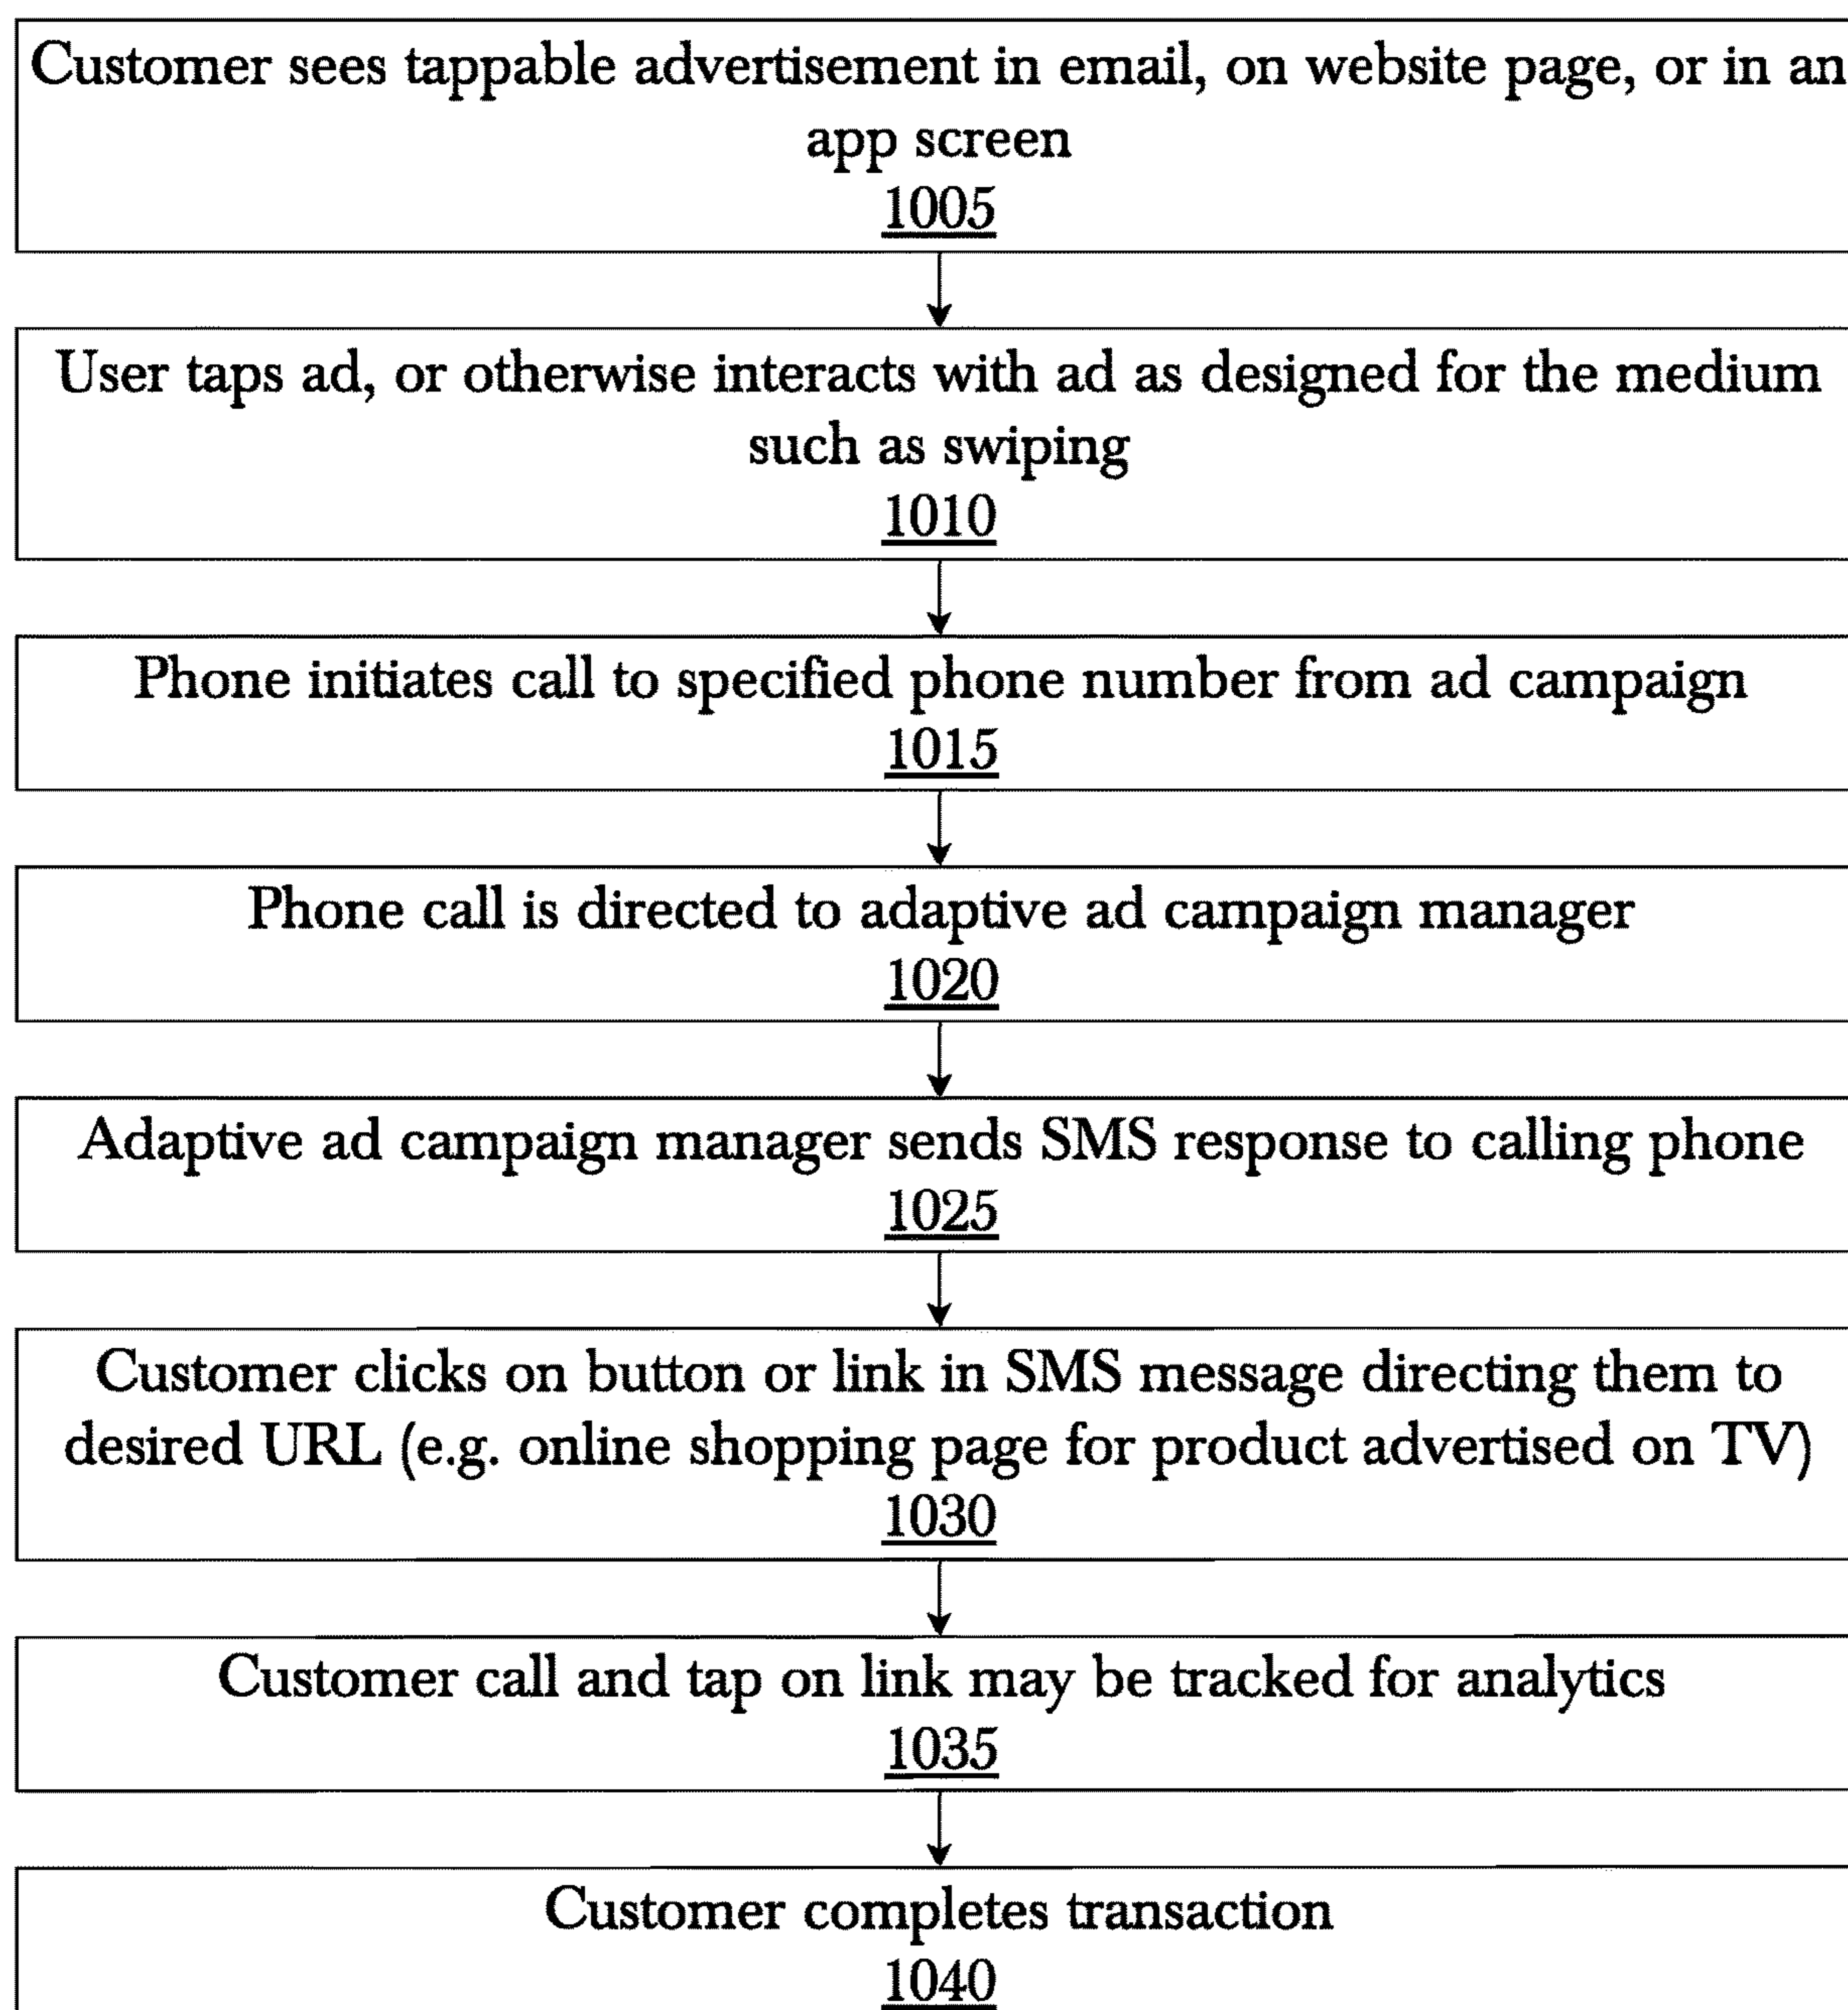 Customer sees tappable advertisement in email, on website page, or in an
app screen
1005
User taps ad, or otherwise interacts with ad as designed for the medium
such as swiping
1010
Phone initiates call to specified phone number from ad campaign
1015
Phone call is directed to adaptive ad campaign manager
1020
Adaptive ad campaign manager sends SMS response to calling phone
1025
Customer clicks on button or link in SMS message directing them to
desired URL (e.g. online shopping page for product advertised on TV)
1030
Customer call and tap on link may be tracked for analytics
1035
Customer completes transaction
1040